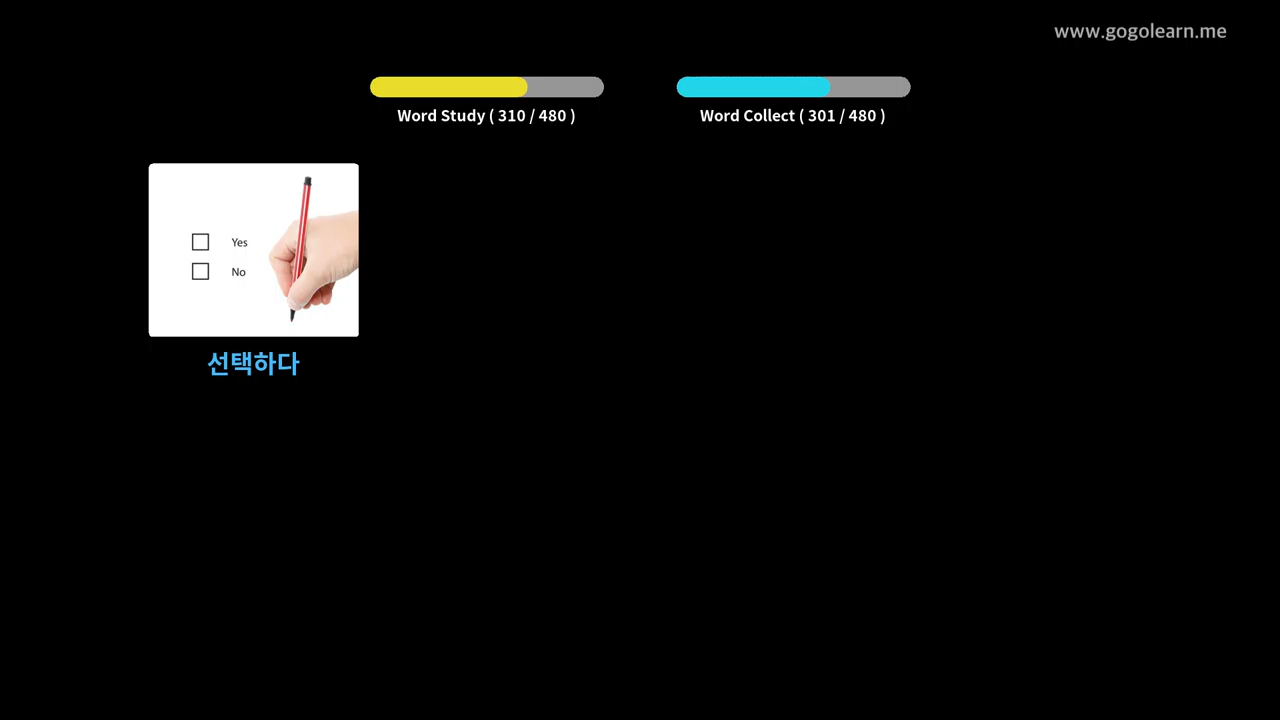 www.gogolearn.me
Word Study ( 310 / 480 )
Word Collect ( 301 / 480 )
Yes
No
선택하다